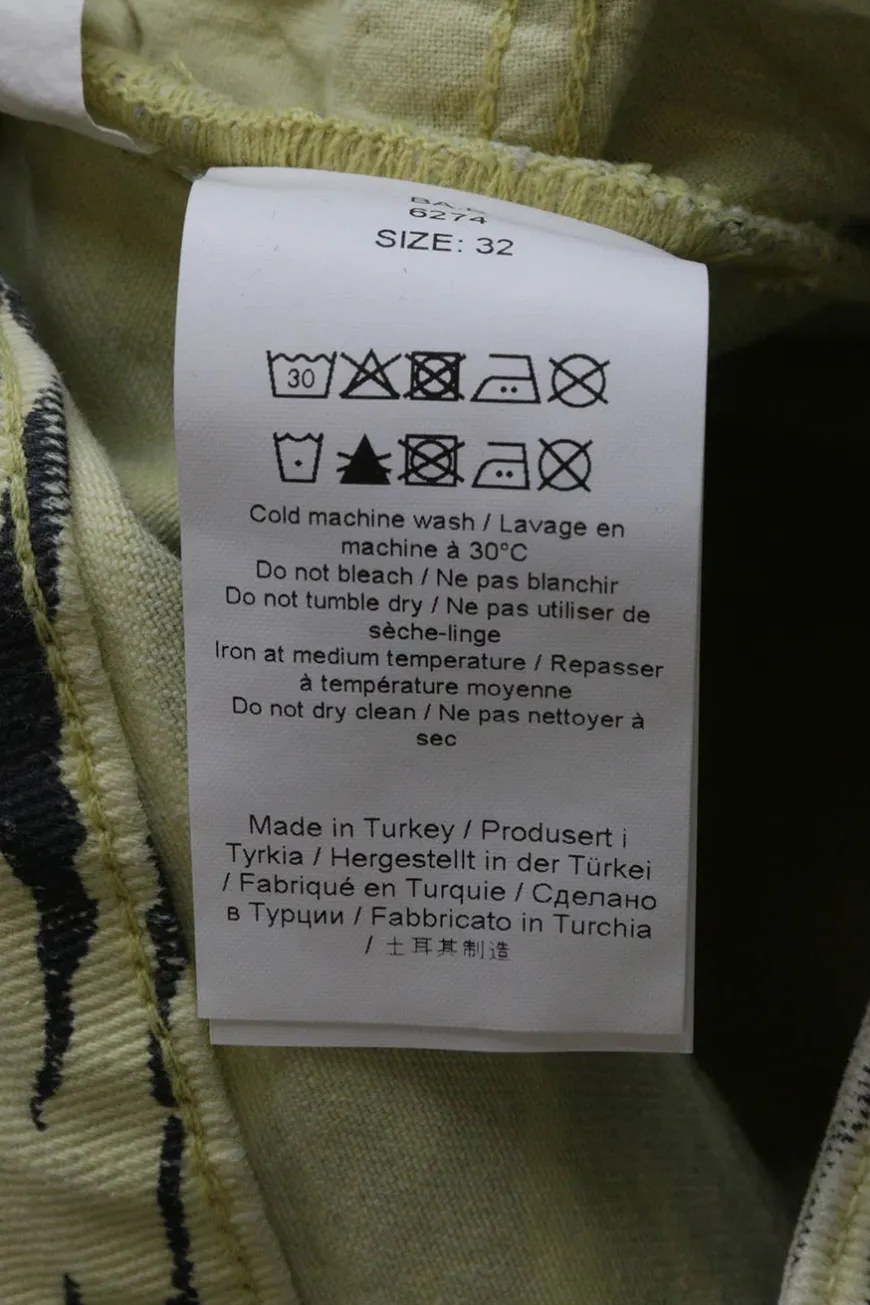 6274
SIZE: 32
30
Cold machine wash / Lavage en
machine à 30°C
Do not bleach / Ne pas blanchir
Do not tumble dry / Ne pas utiliser de
sèche-linge
Iron at medium temperature / Repasser
à température moyenne
Do not dry clean / Ne pas nettoyer à
sec
Made in Turkey / Produsert i
Tyrkia / Hergestellt in der Türkei
/ Fabriqué en Turquie / Сделано
в Турции / Fabbricato in Turchia
/ 土耳其制造